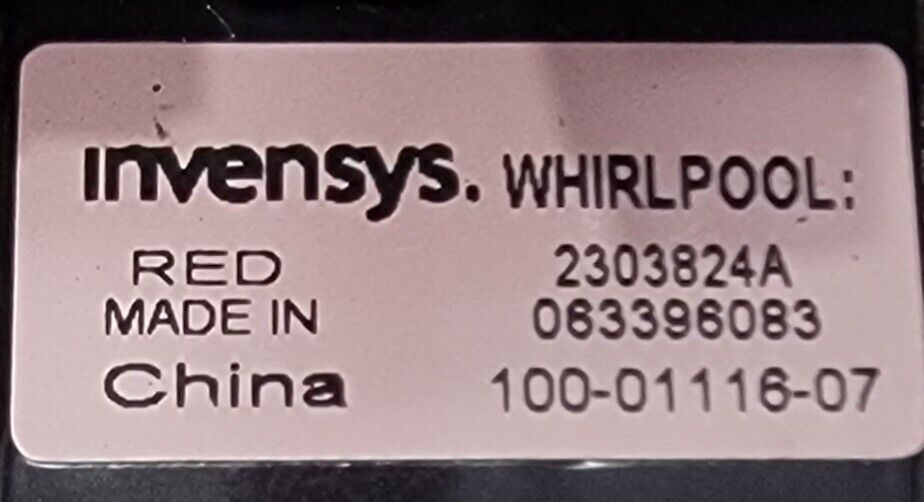 invensys. WHIRLPOOL:
RED 2303824A
MADE IN 063396083
China 100-01116-07